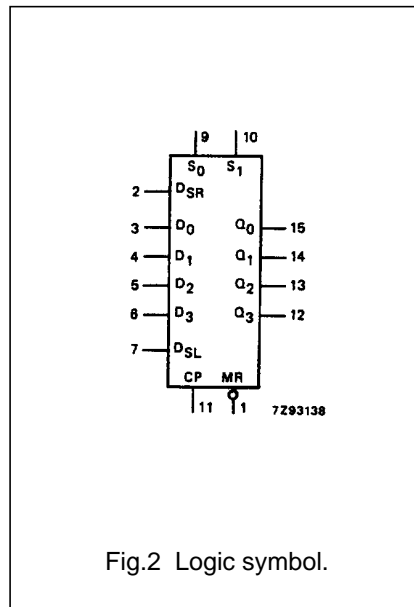 9 10
S0 S1
2 DSR
3 D0 Q0 15
4 D1 Q1 14
5 D2 Q2 13
6 D3 Q3 12
7 DSL
CP MR
11 1 7Z93138
Fig.2 Logic symbol.